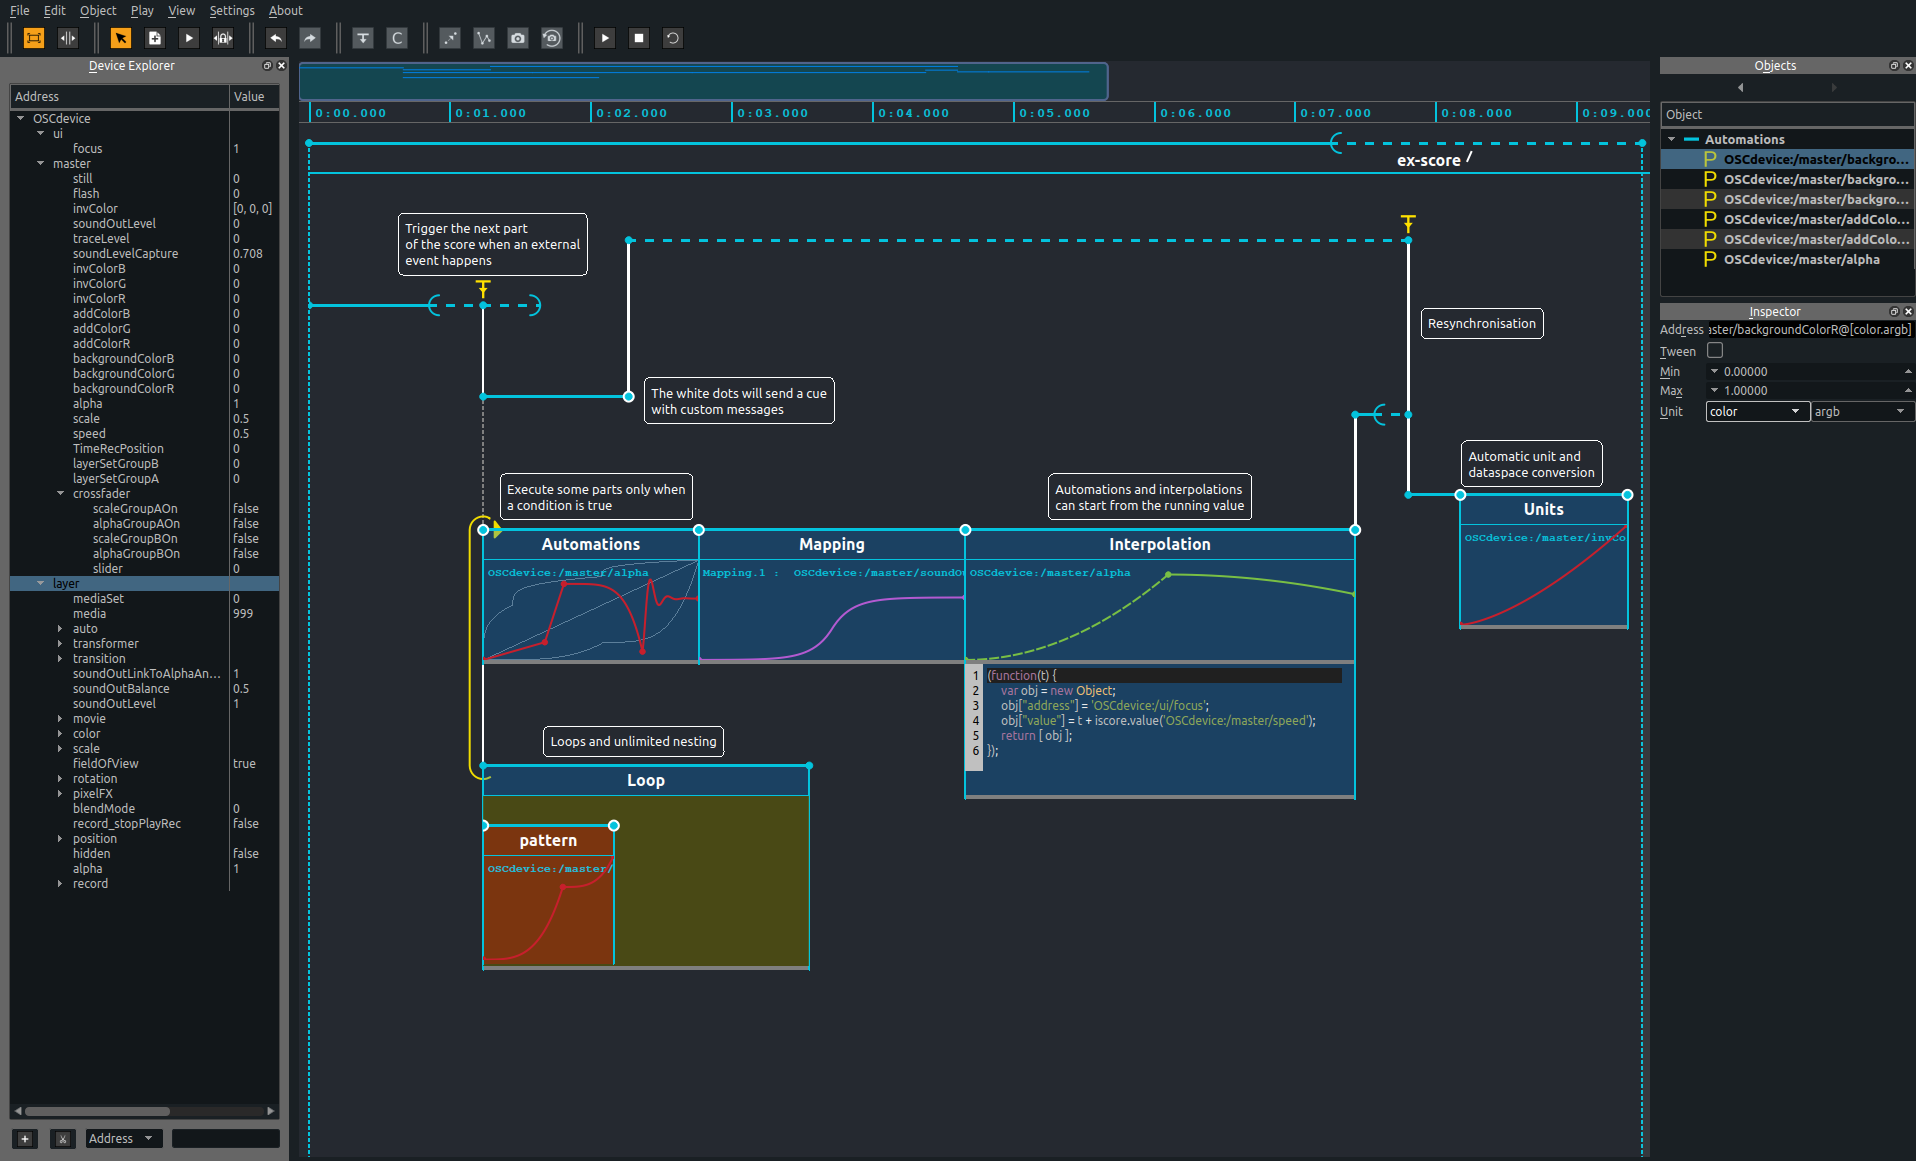 File Edit Object Play View Settings About
Device Explorer
Address Value
OSCdevice
ui
focus 1
master
still 0
flash 0
invColor [0, 0, 0]
soundOutLevel 0
traceLevel 0
soundLevelCapture 0.708
invColorB 0
invColorG 0
invColorR 0
addColorB 0
addColorG 0
addColorR 0
backgroundColorB 0
backgroundColorG 0
backgroundColorR 0
alpha 1
scale 0.5
speed 0.5
TimeRecPosition 0
layerSetGroupB 0
layerSetGroupA 0
crossfader
scaleGroupAOn false
alphaGroupAOn false
scaleGroupBOn false
alphaGroupBOn false
slider 0
layer
mediaSet 0
media 999
auto
transformer
transition
soundOutLinkToAlphaAn... 1
soundOutBalance 0.5
soundOutLevel 1
movie
color
scale
fieldOfView true
rotation
pixelFX
blendMode 0
record_stopPlayRec false
position
hidden false
alpha 1
record
Address
0:00.000 0:01.000 0:02.000 0:03.000 0:04.000 0:05.000 0:06.000 0:07.000 0:08.000 0:09.000
ex-score /
Trigger the next part
of the score when an external
event happens
Resynchronisation
The white dots will send a cue
with custom messages
Automatic unit and
dataspace conversion
Execute some parts only when
a condition is true
Automations and interpolations
can start from the running value
Units
OSCdevice:/master/invCo
Automations
OSCdevice:/master/alpha
Mapping
Mapping.1 : OSCdevice:/master/soundO
Interpolation
OSCdevice:/master/alpha
1 (function(t) {
2 var obj = new Object;
3 obj["address"] = 'OSCdevice:/ui/focus';
4 obj["value"] = t + iscore.value('OSCdevice:/master/speed');
5 return [ obj ];
6 });
Loops and unlimited nesting
Loop
pattern
OSCdevice:/master/
Objects
Object
Automations
P OSCdevice:/master/backgro...
P OSCdevice:/master/backgro...
P OSCdevice:/master/backgro...
P OSCdevice:/master/addColo...
P OSCdevice:/master/addColo...
P OSCdevice:/master/alpha
Inspector
Address aster/backgroundColorR@[color.argb]
Tween
Min 0.00000
Max 1.00000
Unit color argb